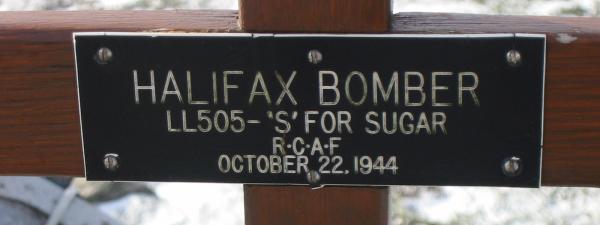 HALIFAX BOMBER
LL505-'S' FOR SUGAR
R·C·A·F
OCTOBER 22.1944